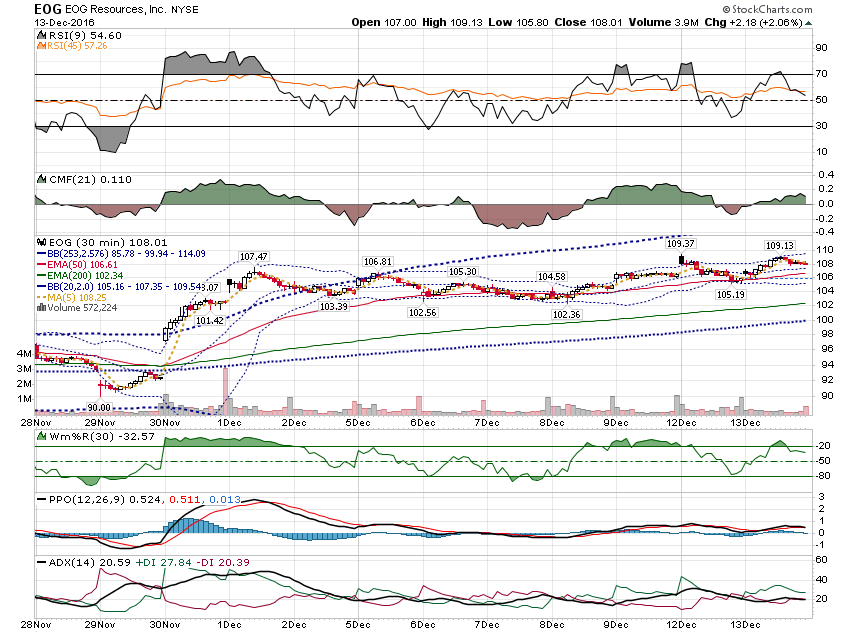 EOG EOG Resources, Inc. NYSE © StockCharts.com
13-Dec-2016 Open 107.00 High 109.13 Low 105.80 Close 108.01 Volume 3.9M Chg +2.18 (+2.06%)
RSI(9) 54.60
RSI(45) 57.26
90
70
50
30
10
CMF(21) 0.110
0.4
0.2
0.0
-0.2
-0.4
EOG (30 min) 108.01
BB(253,2.576) 85.78 - 99.94 - 114.09
EMA(50) 106.61
EMA(200) 102.34
BB(20,2.0) 105.16 - 107.35 - 109.54
MA(5) 108.25
Volume 572,224
3.07
107.47
106.81
105.30
104.58
109.37
109.13
101.42
103.39
102.56
102.36
105.19
90.00
110
108
106
104
102
100
98
96
94
92
90
4M
3M
2M
1M
28Nov 29Nov 30Nov 1Dec 2Dec 5Dec 6Dec 7Dec 8Dec 9Dec 12Dec 13Dec
Wm%R(30) -32.57
-20
-50
-80
PPO(12,26,9) 0.524, 0.511, 0.013
3
2
1
0
-1
ADX(14) 20.59 +DI 27.84 -DI 20.39
60
40
20
28Nov 29Nov 30Nov 1Dec 2Dec 5Dec 6Dec 7Dec 8Dec 9Dec 12Dec 13Dec